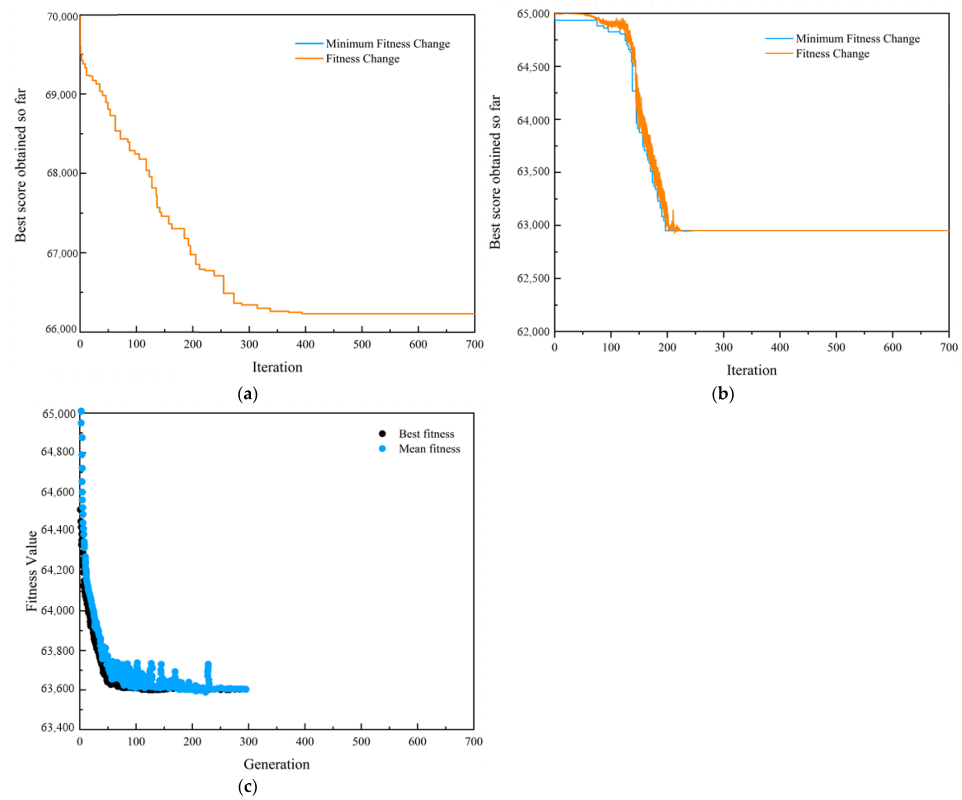 70,000
69,000
68,000
67,000
66,000
Best score obtained so far
Minimum Fitness Change
Fitness Change
0 100 200 300 400 500 600 700
Iteration
(a)
65,000
64,500
64,000
63,500
63,000
62,500
62,000
Best score obtained so far
Minimum Fitness Change
Fitness Change
0 100 200 300 400 500 600 700
Iteration
(b)
65,000
64,800
64,600
64,400
64,200
64,000
63,800
63,600
63,400
Fitness Value
Best fitness
Mean fitness
0 100 200 300 400 500 600 700
Generation
(c)